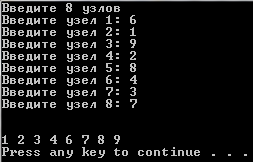 Введите 8 узлов
Введите узел 1: 6
Введите узел 2: 1
Введите узел 3: 9
Введите узел 4: 2
Введите узел 5: 8
Введите узел 6: 4
Введите узел 7: 3
Введите узел 8: 7
1 2 3 4 6 7 8 9
Press any key to continue . . .